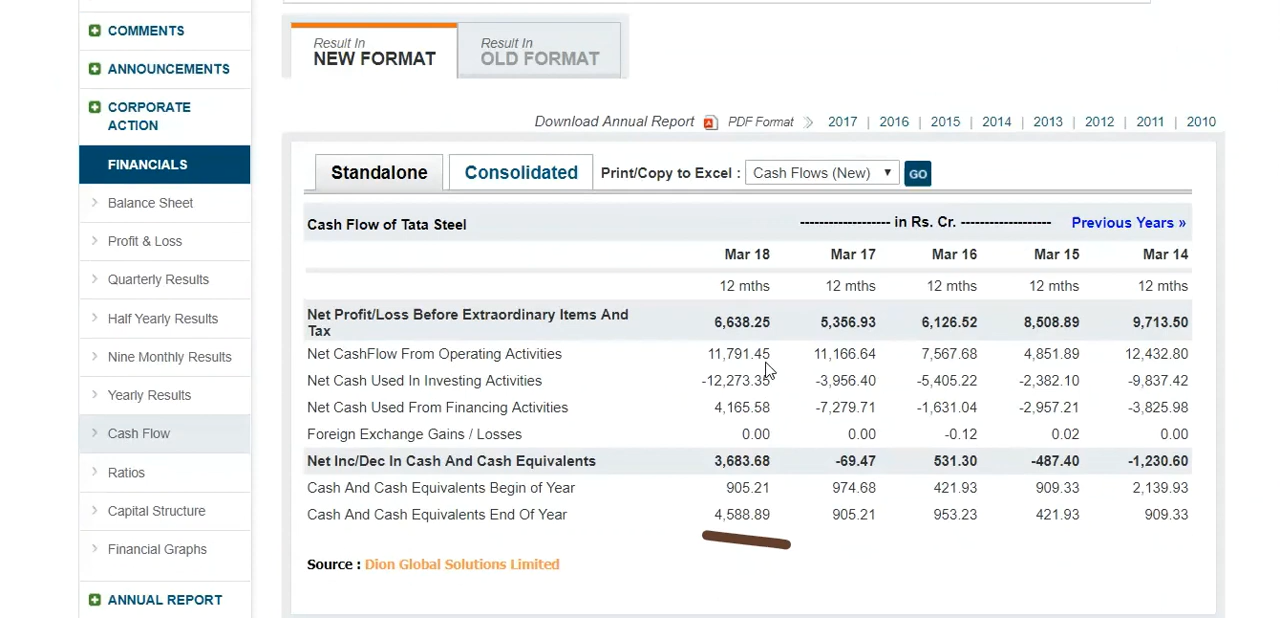 COMMENTS
ANNOUNCEMENTS
CORPORATE
ACTION
FINANCIALS
Balance Sheet
Profit & Loss
Quarterly Results
Half Yearly Results
Nine Monthly Results
Yearly Results
Cash Flow
Ratios
Capital Structure
Financial Graphs
ANNUAL REPORT
Result In Result In
NEW FORMAT OLD FORMAT
Download Annual Report PDF Format 2017 | 2016 | 2015 | 2014 | 2013 | 2012 | 2011 | 2010
Standalone Consolidated Print/Copy to Excel : Cash Flows (New) ▼ GO
Cash Flow of Tata Steel ------------------- in Rs. Cr. ------------------- Previous Years »
Mar 18 Mar 17 Mar 16 Mar 15 Mar 14
12 mths 12 mths 12 mths 12 mths 12 mths
Net Profit/Loss Before Extraordinary Items And
Tax 6,638.25 5,356.93 6,126.52 8,508.89 9,713.50
Net CashFlow From Operating Activities 11,791.45 11,166.64 7,567.68 4,851.89 12,432.80
Net Cash Used In Investing Activities -12,273.35 -3,956.40 -5,405.22 -2,382.10 -9,837.42
Net Cash Used From Financing Activities 4,165.58 -7,279.71 -1,631.04 -2,957.21 -3,825.98
Foreign Exchange Gains / Losses 0.00 0.00 -0.12 0.02 0.00
Net Inc/Dec In Cash And Cash Equivalents 3,683.68 -69.47 531.30 -487.40 -1,230.60
Cash And Cash Equivalents Begin of Year 905.21 974.68 421.93 909.33 2,139.93
Cash And Cash Equivalents End Of Year 4,588.89 905.21 953.23 421.93 909.33
Source : Dion Global Solutions Limited